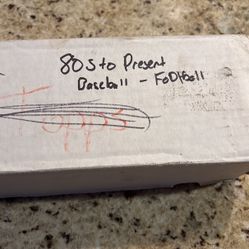 80s to Present
Baseball - Football
Topps